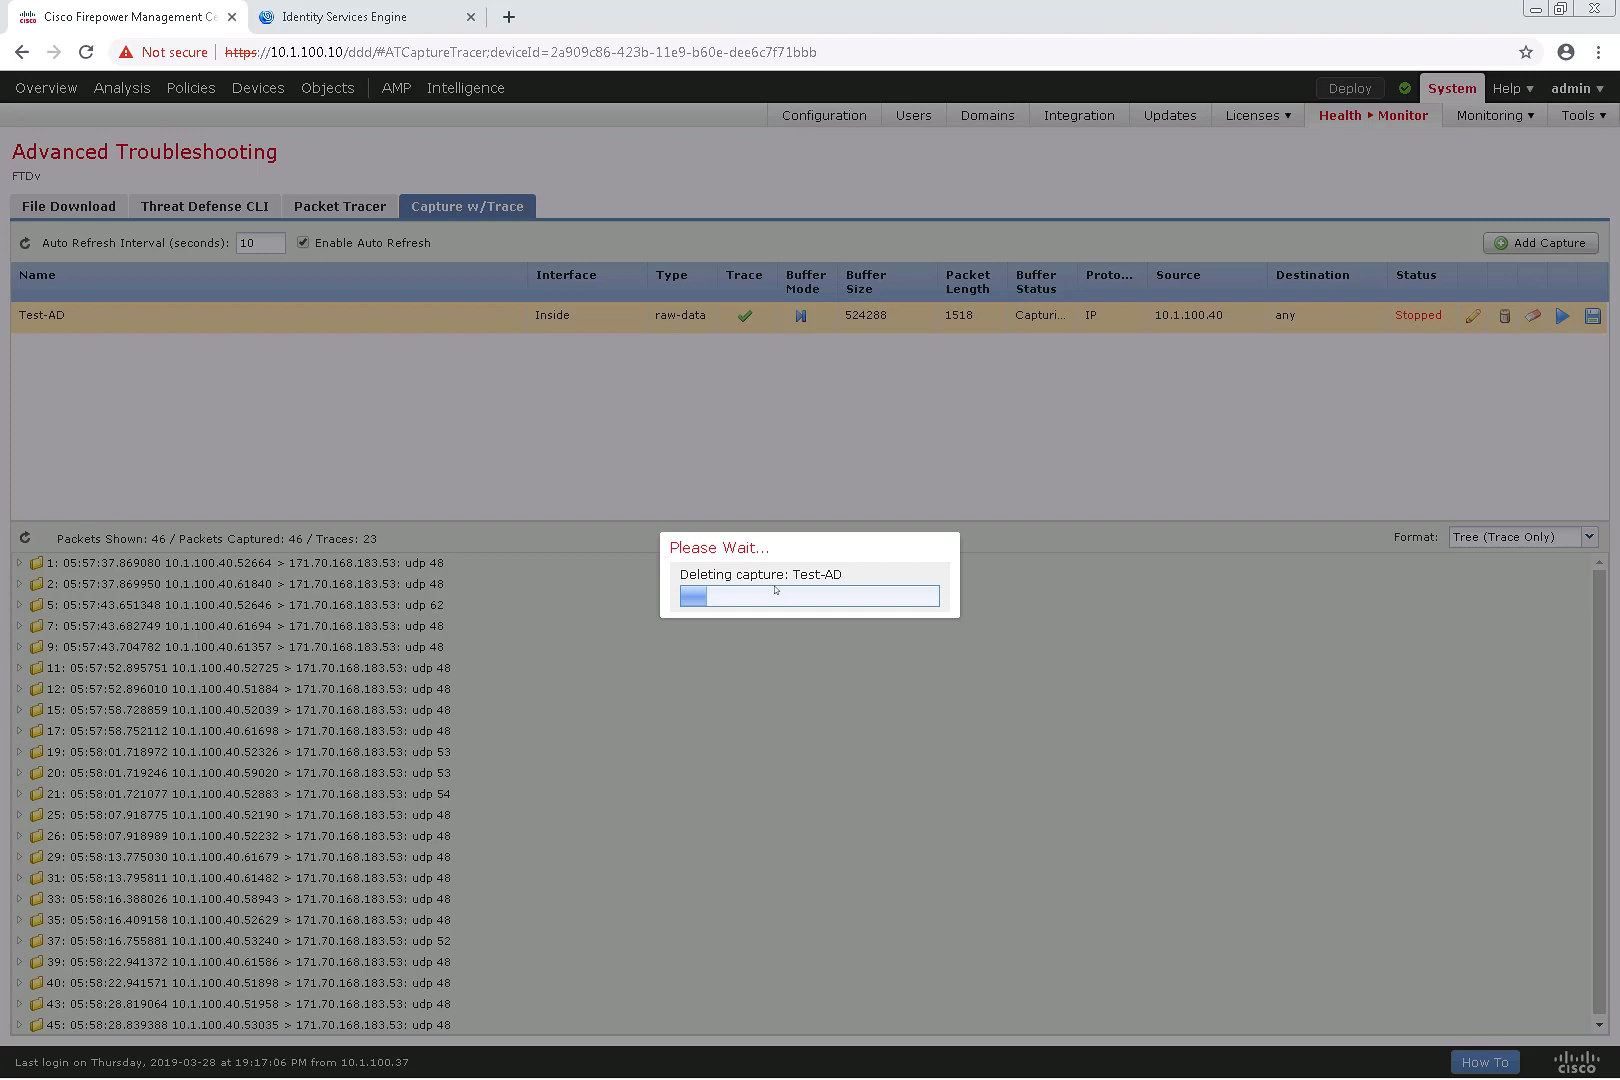 Cisco Firepower Management Ce
Identity Services Engine
Not secure
https://10.1.100.10/ddd/#ATCaptureTracer;deviceId=2a909c86-423b-11e9-b60e-dee6c7f71bbb
Overview Analysis Policies Devices Objects AMP Intelligence Deploy System Help admin
Configuration Users Domains Integration Updates Licenses Health Monitor Monitoring Tools
Advanced Troubleshooting
FTDv
File Download Threat Defense CLI Packet Tracer Capture w/Trace
Auto Refresh Interval (seconds): 10 Enable Auto Refresh Add Capture
Name Interface Type Trace Buffer Mode Buffer Size Packet Length Buffer Status Proto... Source Destination Status
Test-AD Inside raw-data 524288 1518 Capturi... IP 10.1.100.40 any Stopped
Packets Shown: 46 / Packets Captured: 46 / Traces: 23 Format: Tree (Trace Only)
Please Wait...
Deleting capture: Test-AD
1: 05:57:37.869080 10.1.100.40.52664 > 171.70.168.183.53: udp 48
2: 05:57:37.869950 10.1.100.40.61840 > 171.70.168.183.53: udp 48
5: 05:57:43.651348 10.1.100.40.52646 > 171.70.168.183.53: udp 62
7: 05:57:43.682749 10.1.100.40.61694 > 171.70.168.183.53: udp 48
9: 05:57:43.704782 10.1.100.40.61357 > 171.70.168.183.53: udp 48
11: 05:57:52.895751 10.1.100.40.52725 > 171.70.168.183.53: udp 48
12: 05:57:52.896010 10.1.100.40.51884 > 171.70.168.183.53: udp 48
15: 05:57:58.728859 10.1.100.40.52039 > 171.70.168.183.53: udp 48
17: 05:57:58.752112 10.1.100.40.61698 > 171.70.168.183.53: udp 48
19: 05:58:01.718972 10.1.100.40.52326 > 171.70.168.183.53: udp 53
20: 05:58:01.719246 10.1.100.40.59020 > 171.70.168.183.53: udp 53
21: 05:58:01.721077 10.1.100.40.52883 > 171.70.168.183.53: udp 54
25: 05:58:07.918775 10.1.100.40.52190 > 171.70.168.183.53: udp 48
26: 05:58:07.918989 10.1.100.40.52232 > 171.70.168.183.53: udp 48
29: 05:58:13.775030 10.1.100.40.61679 > 171.70.168.183.53: udp 48
31: 05:58:13.795811 10.1.100.40.61482 > 171.70.168.183.53: udp 48
33: 05:58:16.388026 10.1.100.40.58943 > 171.70.168.183.53: udp 48
35: 05:58:16.409158 10.1.100.40.52629 > 171.70.168.183.53: udp 48
37: 05:58:16.755881 10.1.100.40.53240 > 171.70.168.183.53: udp 52
39: 05:58:22.941372 10.1.100.40.61586 > 171.70.168.183.53: udp 48
40: 05:58:22.941571 10.1.100.40.51898 > 171.70.168.183.53: udp 48
43: 05:58:28.819064 10.1.100.40.51958 > 171.70.168.183.53: udp 48
45: 05:58:28.839388 10.1.100.40.53035 > 171.70.168.183.53: udp 48
Last login on Thursday, 2019-03-28 at 19:17:06 PM from 10.1.100.37 How To cisco